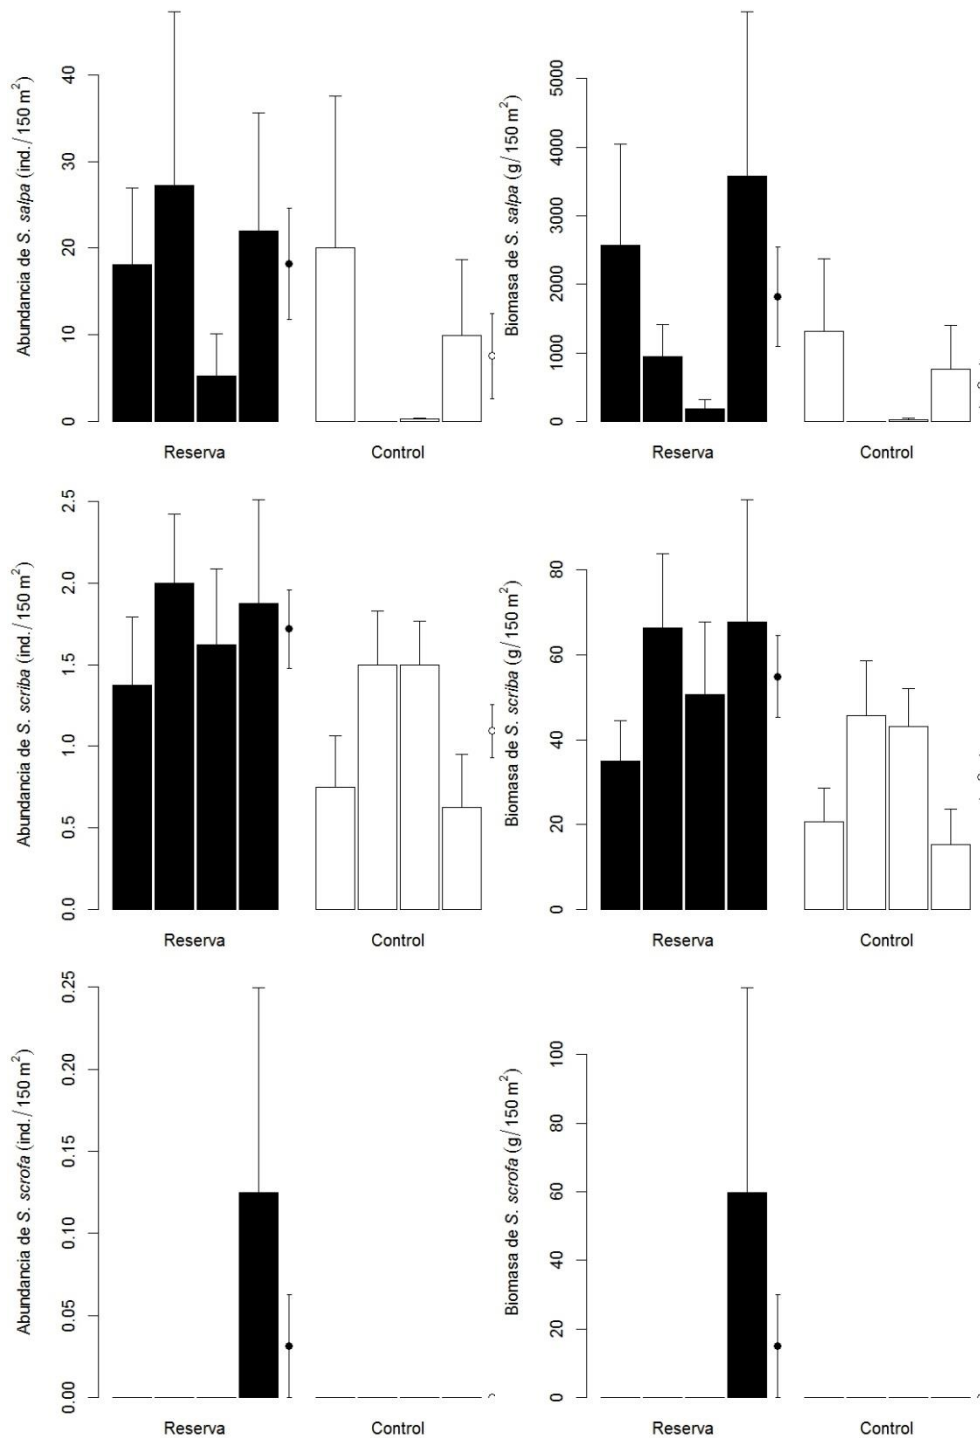 Abundancia de S. salpa (ind./150 m²)
40
30
20
10
0
Reserva
Control
Biomasa de S. salpa (g/150 m²)
5000
4000
3000
2000
1000
0
Reserva
Control
Abundancia de S. scriba (ind./150 m²)
2.5
2.0
1.5
1.0
0.5
0.0
Reserva
Control
Biomasa de S. scriba (g/150 m²)
80
60
40
20
0
Reserva
Control
Abundancia de S. scrofa (ind./150 m²)
0.25
0.20
0.15
0.10
0.05
0.00
Reserva
Control
Biomasa de S. scrofa (g/150 m²)
100
80
60
40
20
0
Reserva
Control